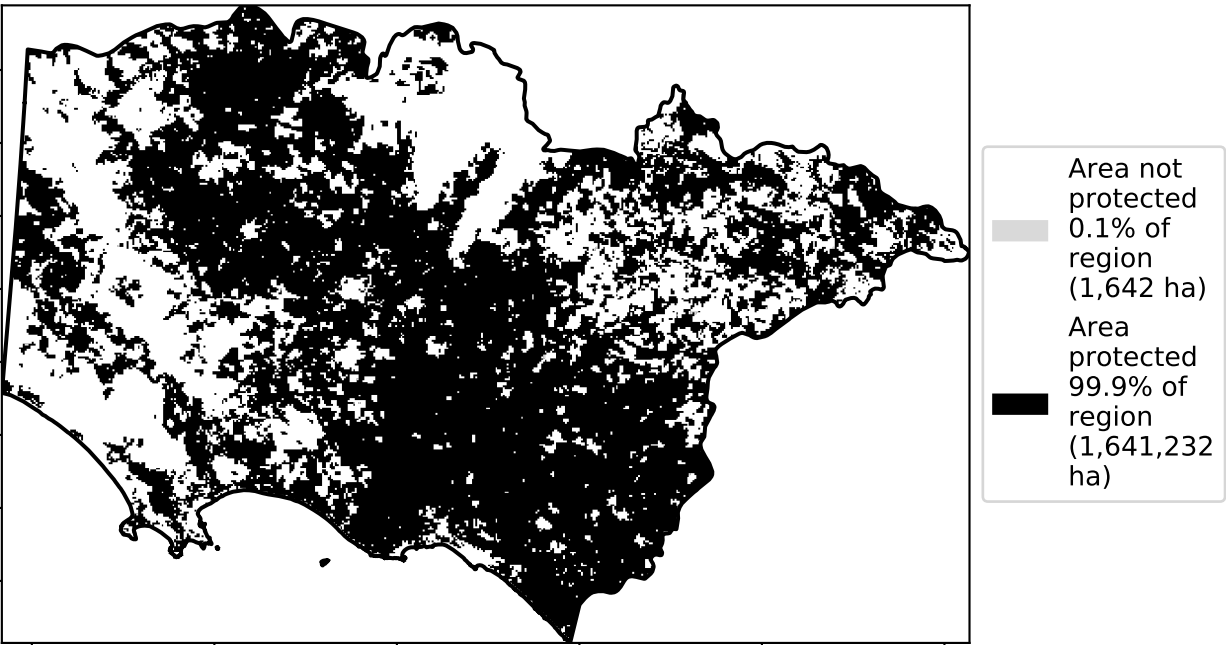 Area not
protected
0.1% of
region
(1,642 ha)
Area
protected
99.9% of
region
(1,641,232
ha)